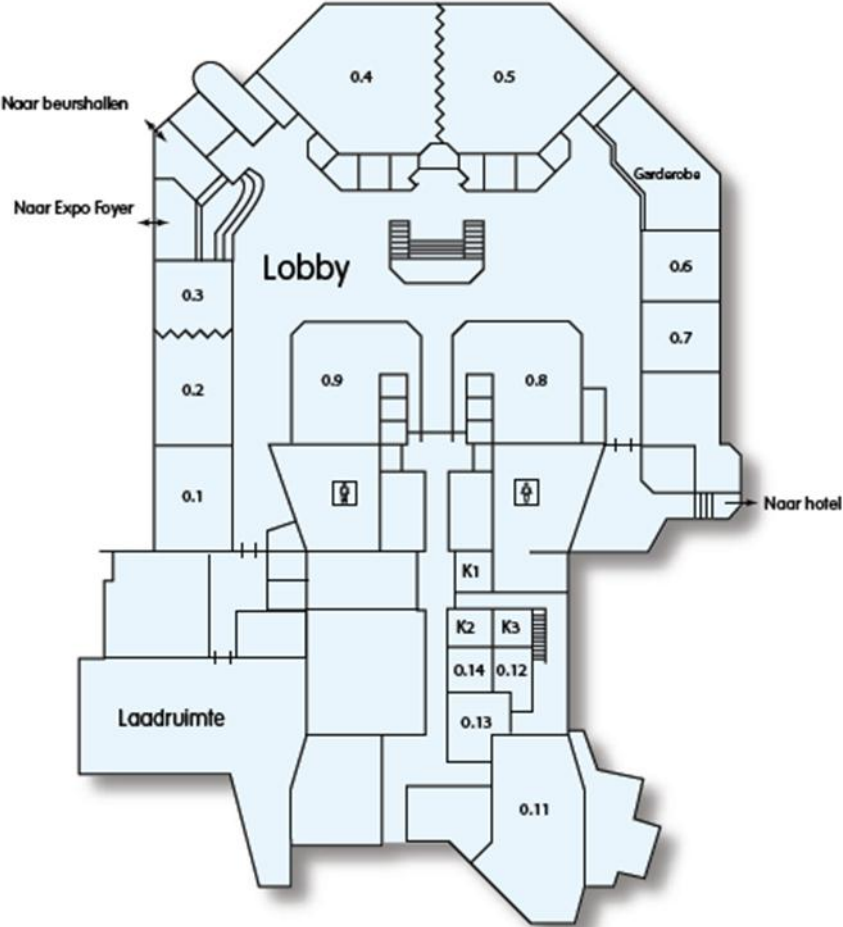 0.4
0.5
Naar beurshallen
Garderobe
Naar Expo Foyer
Lobby
0.6
0.3
0.7
0.9
0.8
0.2
0.1
Naar hotel
K1
K2
K3
0.14
0.12
Laadruimte
0.13
0.11